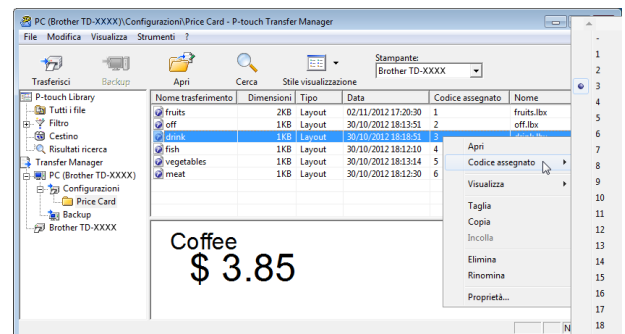 PC (Brother TD-XXXX)\Configurazioni\Price Card - P-touch Transfer Manager
File Modifica Visualizza Strumenti ?
Trasferisci Backup Apri Cerca Stile visualizzazione
Stampante:
Brother TD-XXXX
P-touch Library
Tutti i file
Filtro
Cestino
Risultati ricerca
Transfer Manager
PC (Brother TD-XXXX)
Configurazioni
Price Card
Backup
Brother TD-XXXX
Nome trasferimento Dimensioni Tipo Data Codice assegnato Nome
fruits 2KB Layout 02/11/2012 17:20:30 1 fruits.lbx
off 1KB Layout 30/10/2012 18:13:51 2 off.lbx
drink 1KB Layout 30/10/2012 18:18:51 3 drink.lbx
fish 1KB Layout 30/10/2012 18:12:10 4
vegetables 1KB Layout 30/10/2012 18:13:14 5
meat 1KB Layout 30/10/2012 18:12:30 6
Coffee
$ 3.85
Apri
Codice assegnato
Visualizza
Taglia
Copia
Incolla
Elimina
Rinomina
Proprietà...
N
-
1
2
3
4
5
6
7
8
9
10
11
12
13
14
15
16
17
18